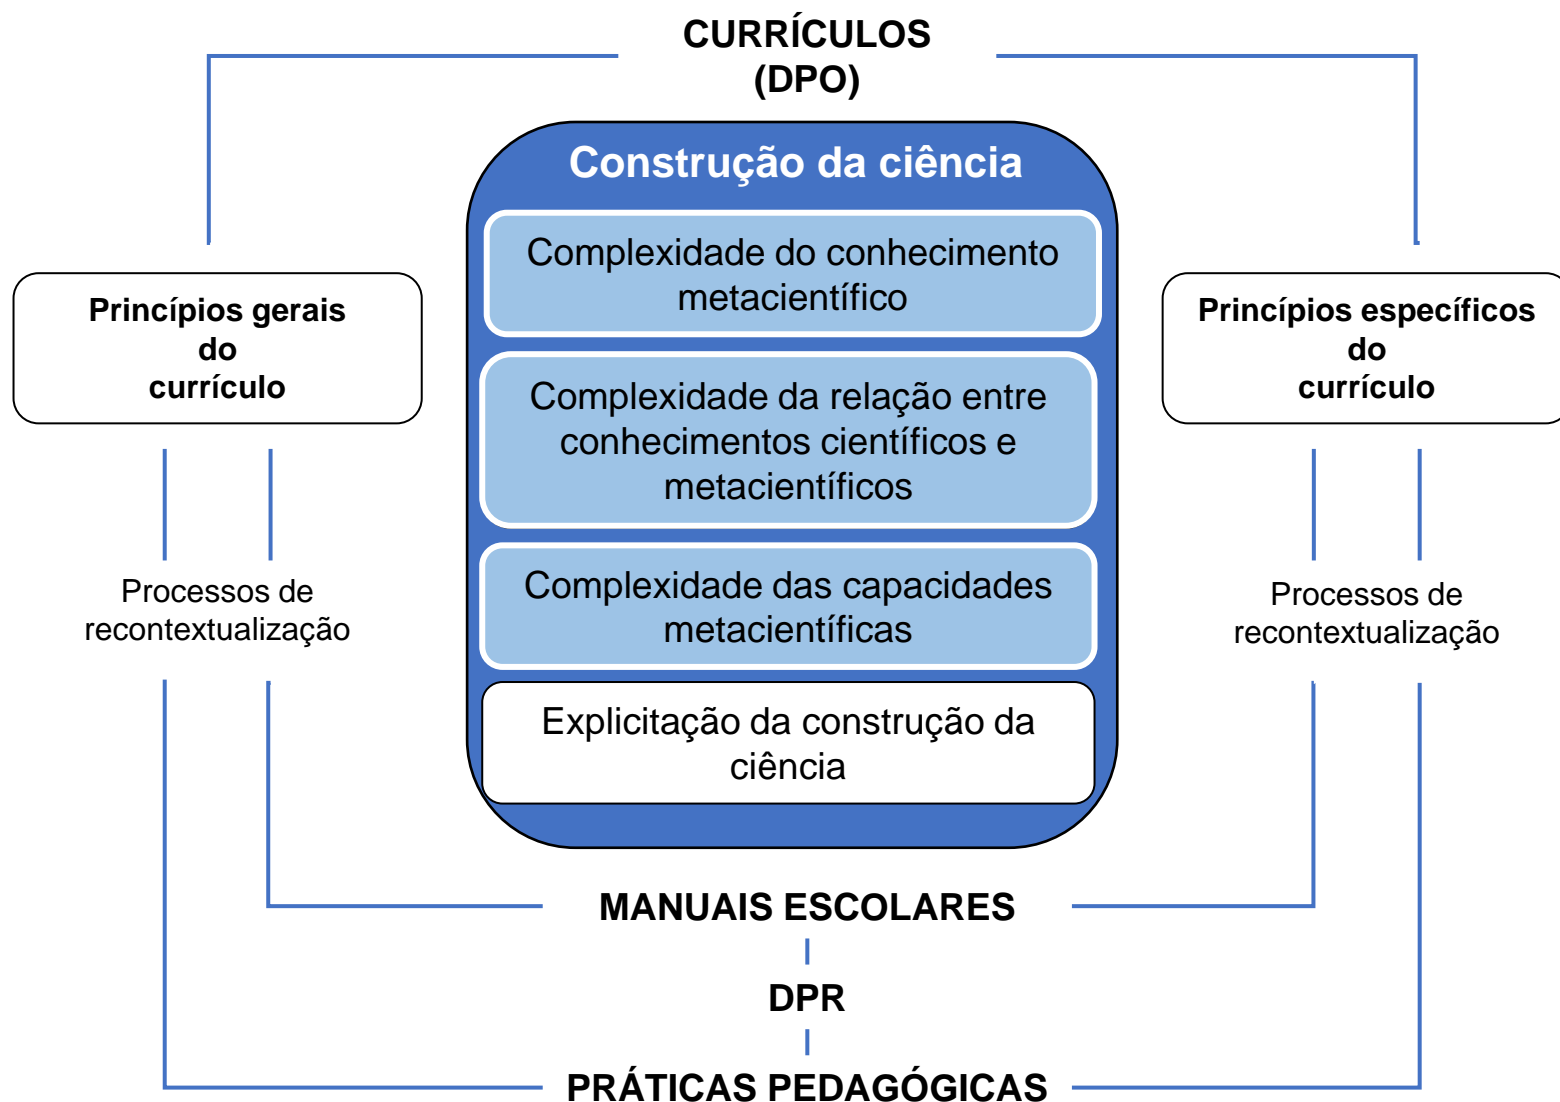 CURRÍCULOS
(DPO)
Construção da ciência
Complexidade do conhecimento
metacientífico
Complexidade da relação entre
conhecimentos científicos e
metacientíficos
Complexidade das capacidades
metacientíficas
Explicitação da construção da
ciência
Princípios gerais
do
currículo
Princípios específicos
do
currículo
Processos de
recontextualização
Processos de
recontextualização
MANUAIS ESCOLARES
DPR
PRÁTICAS PEDAGÓGICAS